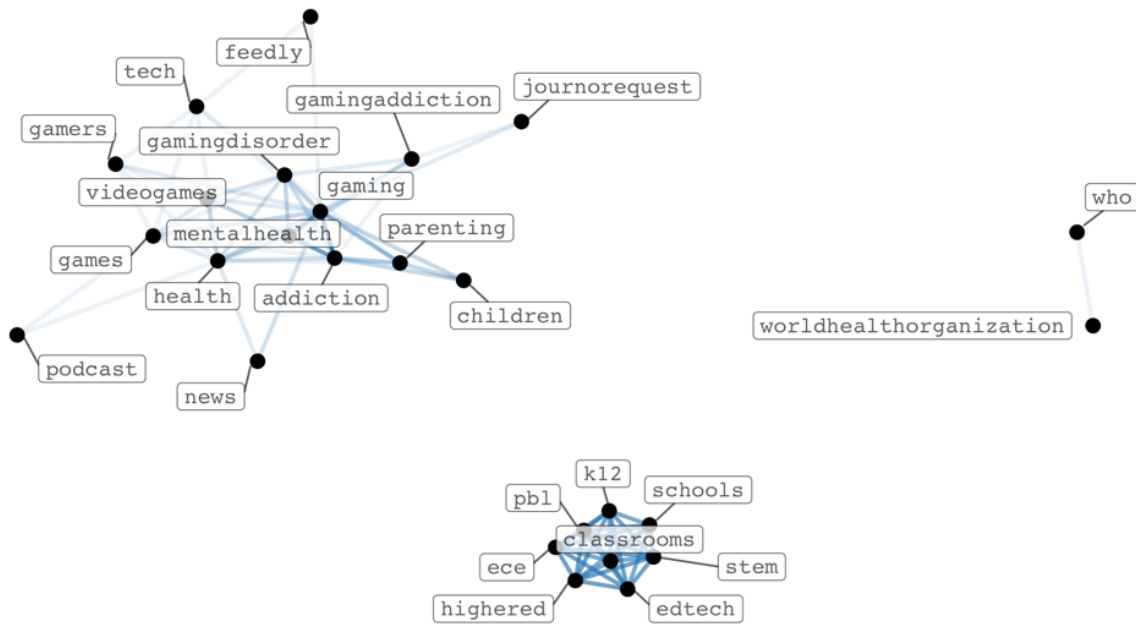 feedly
tech
journorequest
gamingaddiction
gamers
gamingdisorder
videogames
gaming
who
parenting
mentalhealth
games
health
addiction
children
worldhealthorganization
podcast
news
k12
pbl
schools
classrooms
ece
stem
highered
edtech